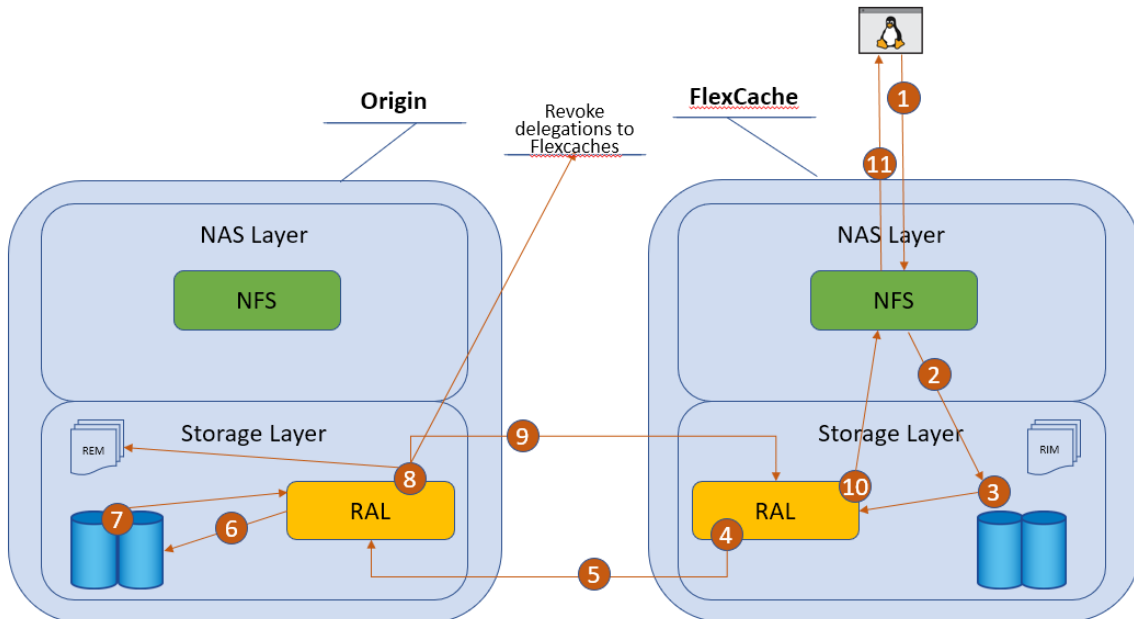 1
Origin
FlexCache
Revoke
delegations to
Flexcaches
11
NAS Layer
NAS Layer
NFS
NFS
2
Storage Layer
9
Storage Layer
REM
RIM
8
10
3
7
RAL
RAL
6
4
5